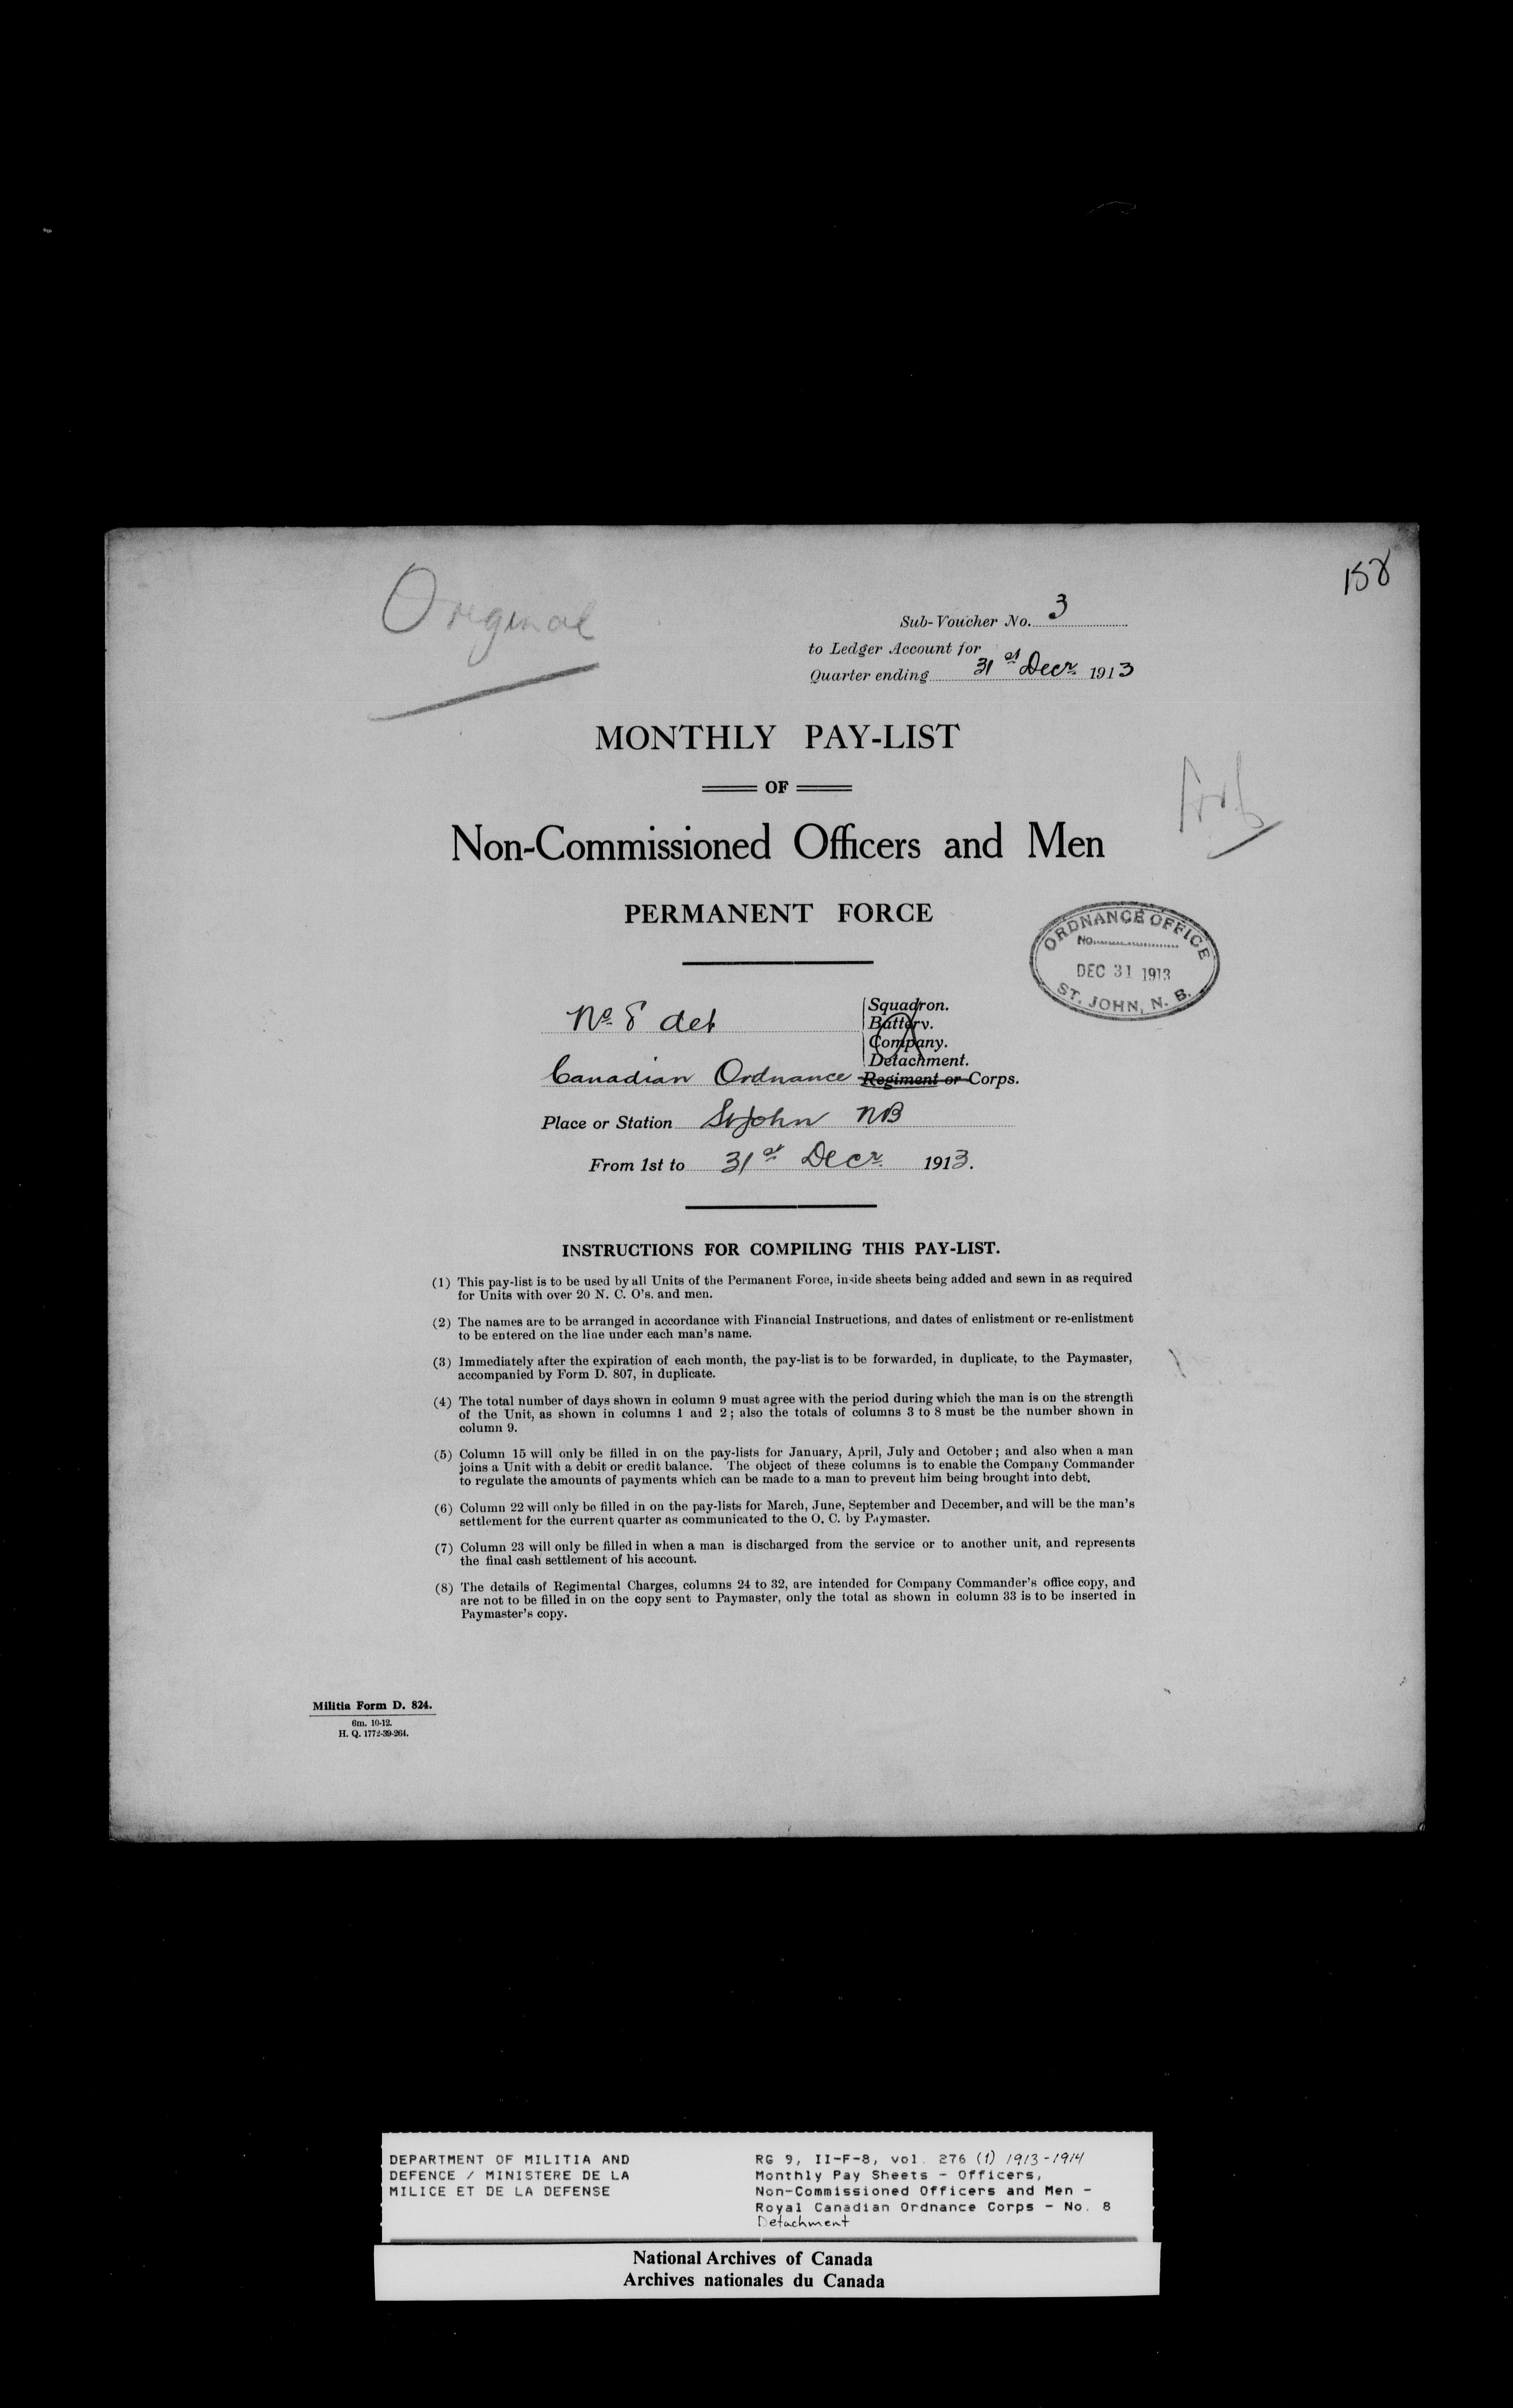 158
Original
Sub-Voucher No. 3
to Ledger Account for
Quarter ending 31st Decr 1913
MONTHLY PAY-LIST
OF
Non-Commissioned Officers and Men
PERMANENT FORCE
ORDNANCE OFFICE
No.
DEC 31 1913
ST. JOHN, N. B.
No. 8 det
Squadron.
Battery.
Company.
Detachment.
Canadian Ordnance Regiment or Corps.
Place or Station St John NB
From 1st to 31st Decr 1913.
INSTRUCTIONS FOR COMPILING THIS PAY-LIST.
(1) This pay-list is to be used by all Units of the Permanent Force, inside sheets being added and sewn in as required
for Units with over 20 N. C. O's. and men.
(2) The names are to be arranged in accordance with Financial Instructions, and dates of enlistment or re-enlistment
to be entered on the line under each man's name.
(3) Immediately after the expiration of each month, the pay-list is to be forwarded, in duplicate, to the Paymaster,
accompanied by Form D. 807, in duplicate.
(4) The total number of days shown in column 9 must agree with the period during which the man is on the strength
of the Unit, as shown in columns 1 and 2; also the totals of columns 3 to 8 must be the number shown in
column 9.
(5) Column 15 will only be filled in on the pay-lists for January, April, July and October; and also when a man
joins a Unit with a debit or credit balance. The object of these columns is to enable the Company Commander
to regulate the amounts of payments which can be made to a man to prevent him being brought into debt.
(6) Column 22 will only be filled in on the pay-lists for March, June, September and December, and will be the man's
settlement for the current quarter as communicated to the O. C. by Paymaster.
(7) Column 23 will only be filled in when a man is discharged from the service or to another unit, and represents
the final cash settlement of his account.
(8) The details of Regimental Charges, columns 24 to 32, are intended for Company Commander's office copy, and
are not to be filled in on the copy sent to Paymaster, only the total as shown in column 33 is to be inserted in
Paymaster's copy.
Militia Form D. 824.
6m. 10-12.
H. Q. 1772-39-264.
DEPARTMENT OF MILITIA AND
DEFENCE / MINISTERE DE LA
MILICE ET DE LA DEFENSE
RG 9, II-F-8, vol. 276 (1) 1913-1914
Monthly Pay Sheets - Officers,
Non-Commissioned Officers and Men -
Royal Canadian Ordnance Corps - No. 8
Detachment
National Archives of Canada
Archives nationales du Canada